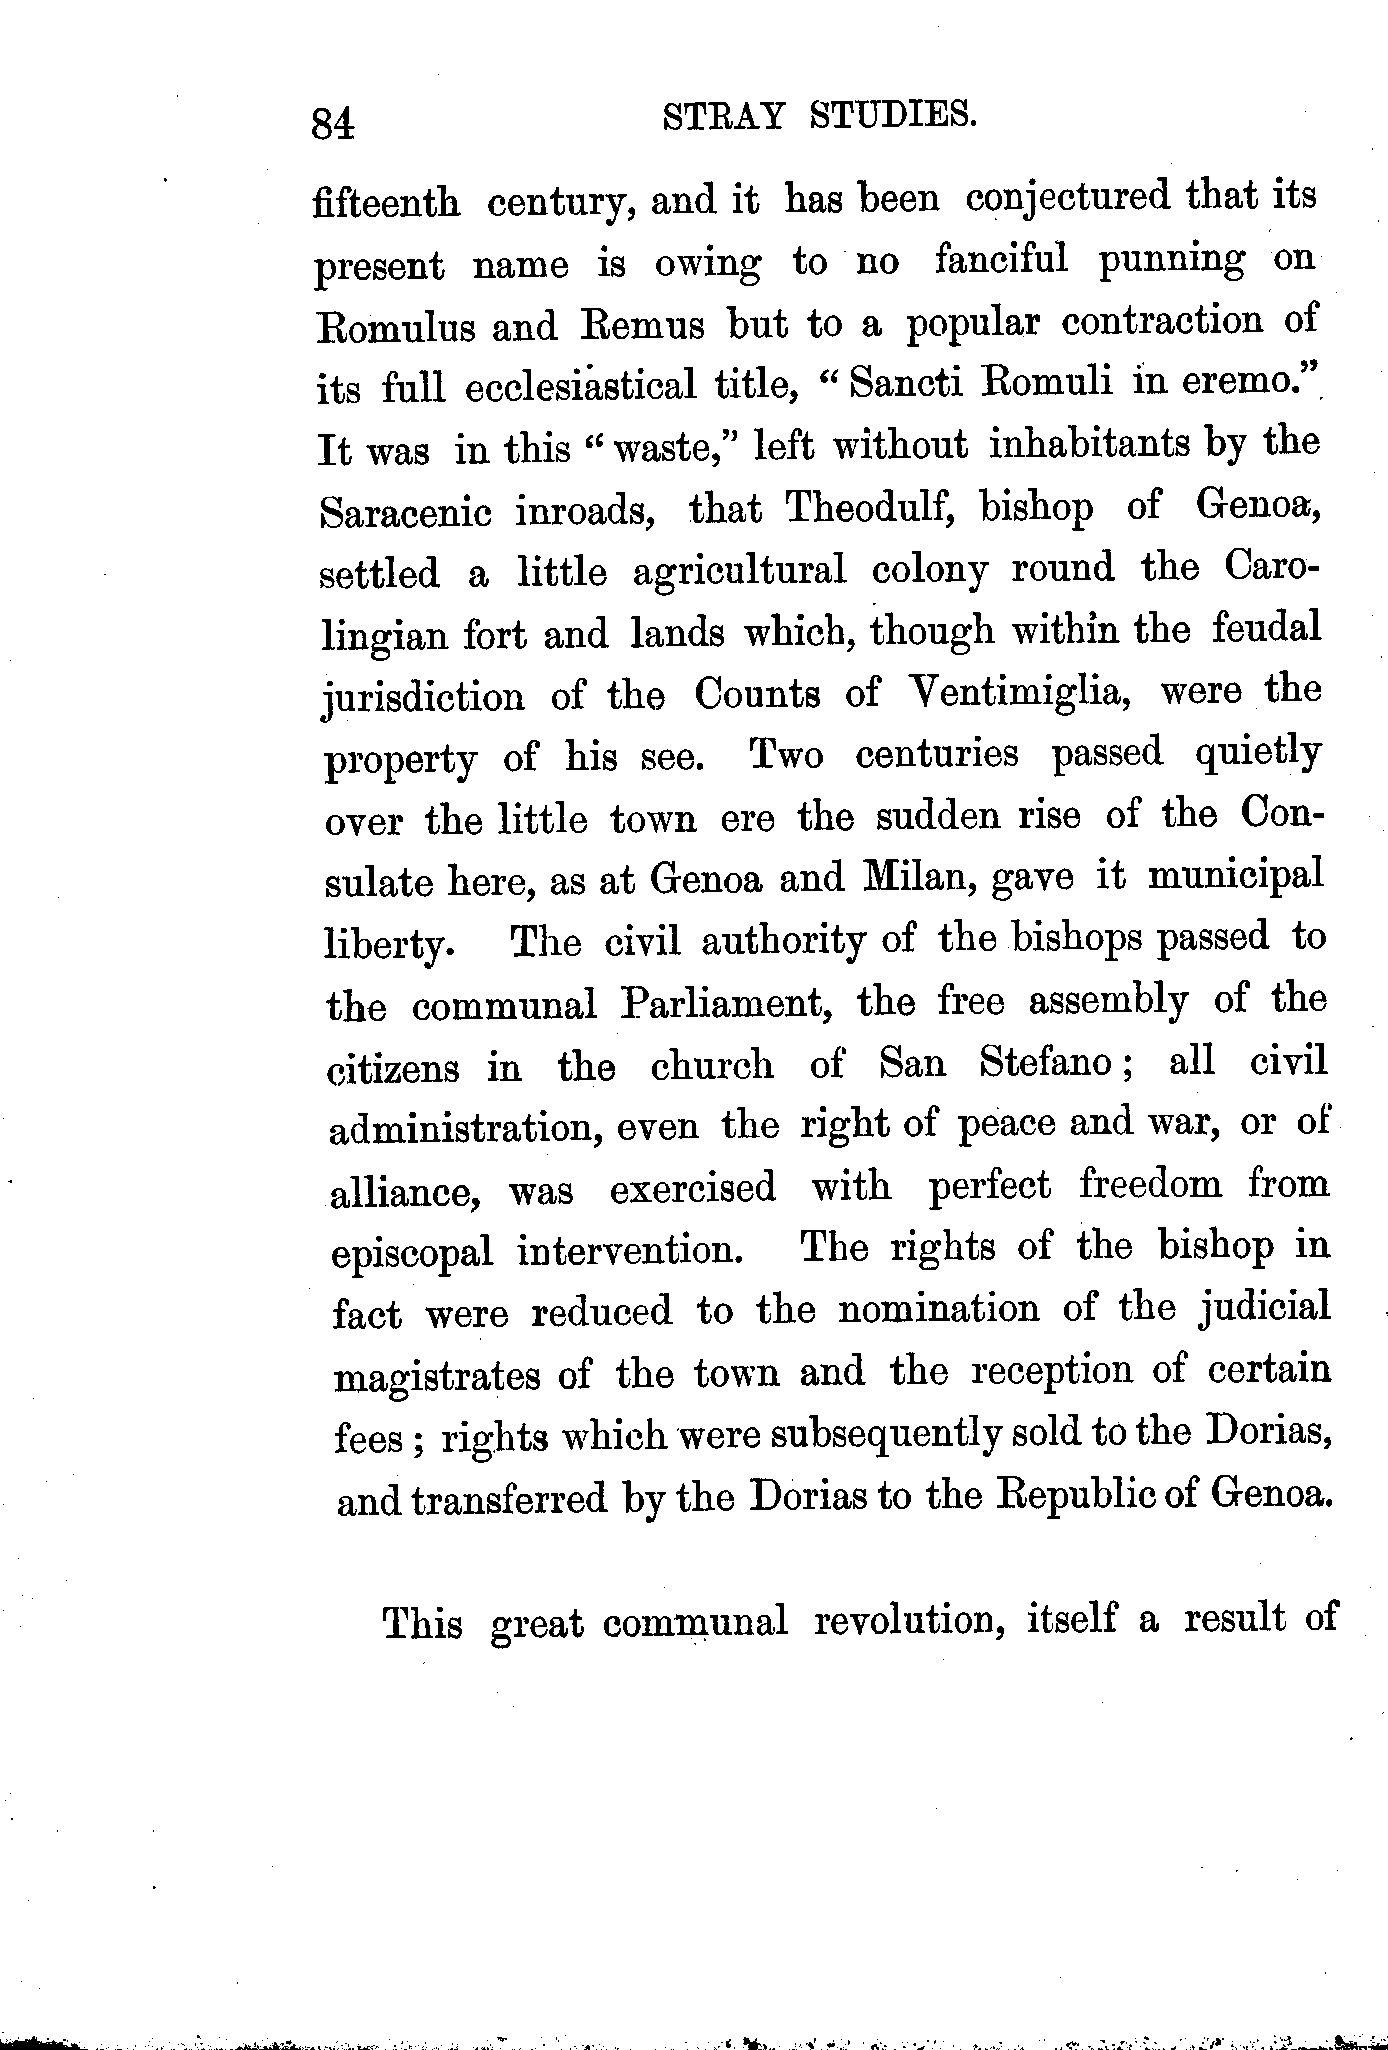 84 STRAY STUDIES.
fifteenth century, and it has been conjectured that its
present name is owing to no fanciful punning on
Romulus and Remus but to a popular contraction of
its full ecclesiastical title, “Sancti Romuli in eremo.”
It was in this “waste,” left without inhabitants by the
Saracenic inroads, that Theodulf, bishop of Genoa,
settled a little agricultural colony round the Caro-
lingian fort and lands which, though within the feudal
jurisdiction of the Counts of Ventimiglia, were the
property of his see. Two centuries passed quietly
over the little town ere the sudden rise of the Con-
sulate here, as at Genoa and Milan, gave it municipal
liberty. The civil authority of the bishops passed to
the communal Parliament, the free assembly of the
citizens in the church of San Stefano; all civil
administration, even the right of peace and war, or of
alliance, was exercised with perfect freedom from
episcopal intervention. The rights of the bishop in
fact were reduced to the nomination of the judicial
magistrates of the town and the reception of certain
fees; rights which were subsequently sold to the Dorias,
and transferred by the Dorias to the Republic of Genoa.
This great communal revolution, itself a result of